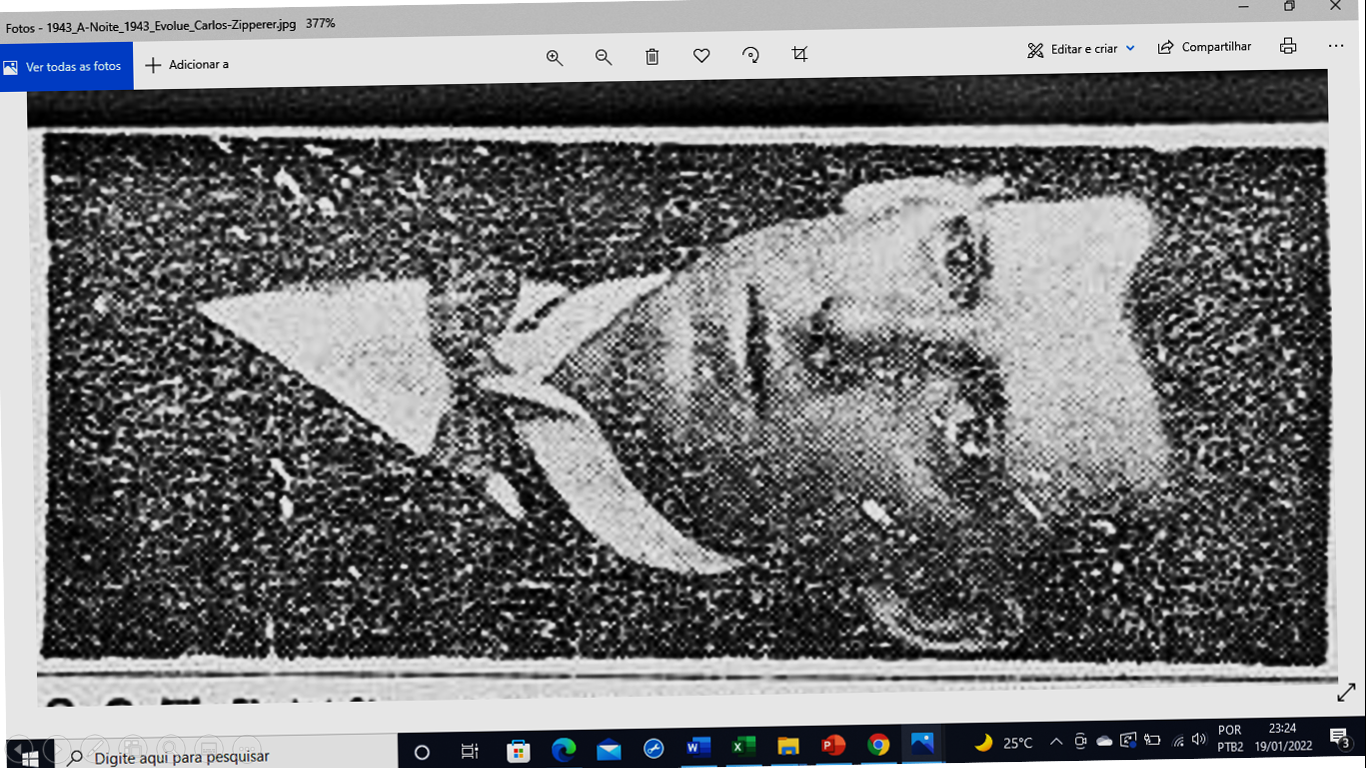 Fotos - 1943_A-Noite_1943_Evolue_Carlos-Zipperer.jpg 377%
Ver todas as fotos
Adicionar a
Editar e criar
Compartilhar
Digite aqui para pesquisar
25°C
POR
PTB2
23:24
19/01/2022
3